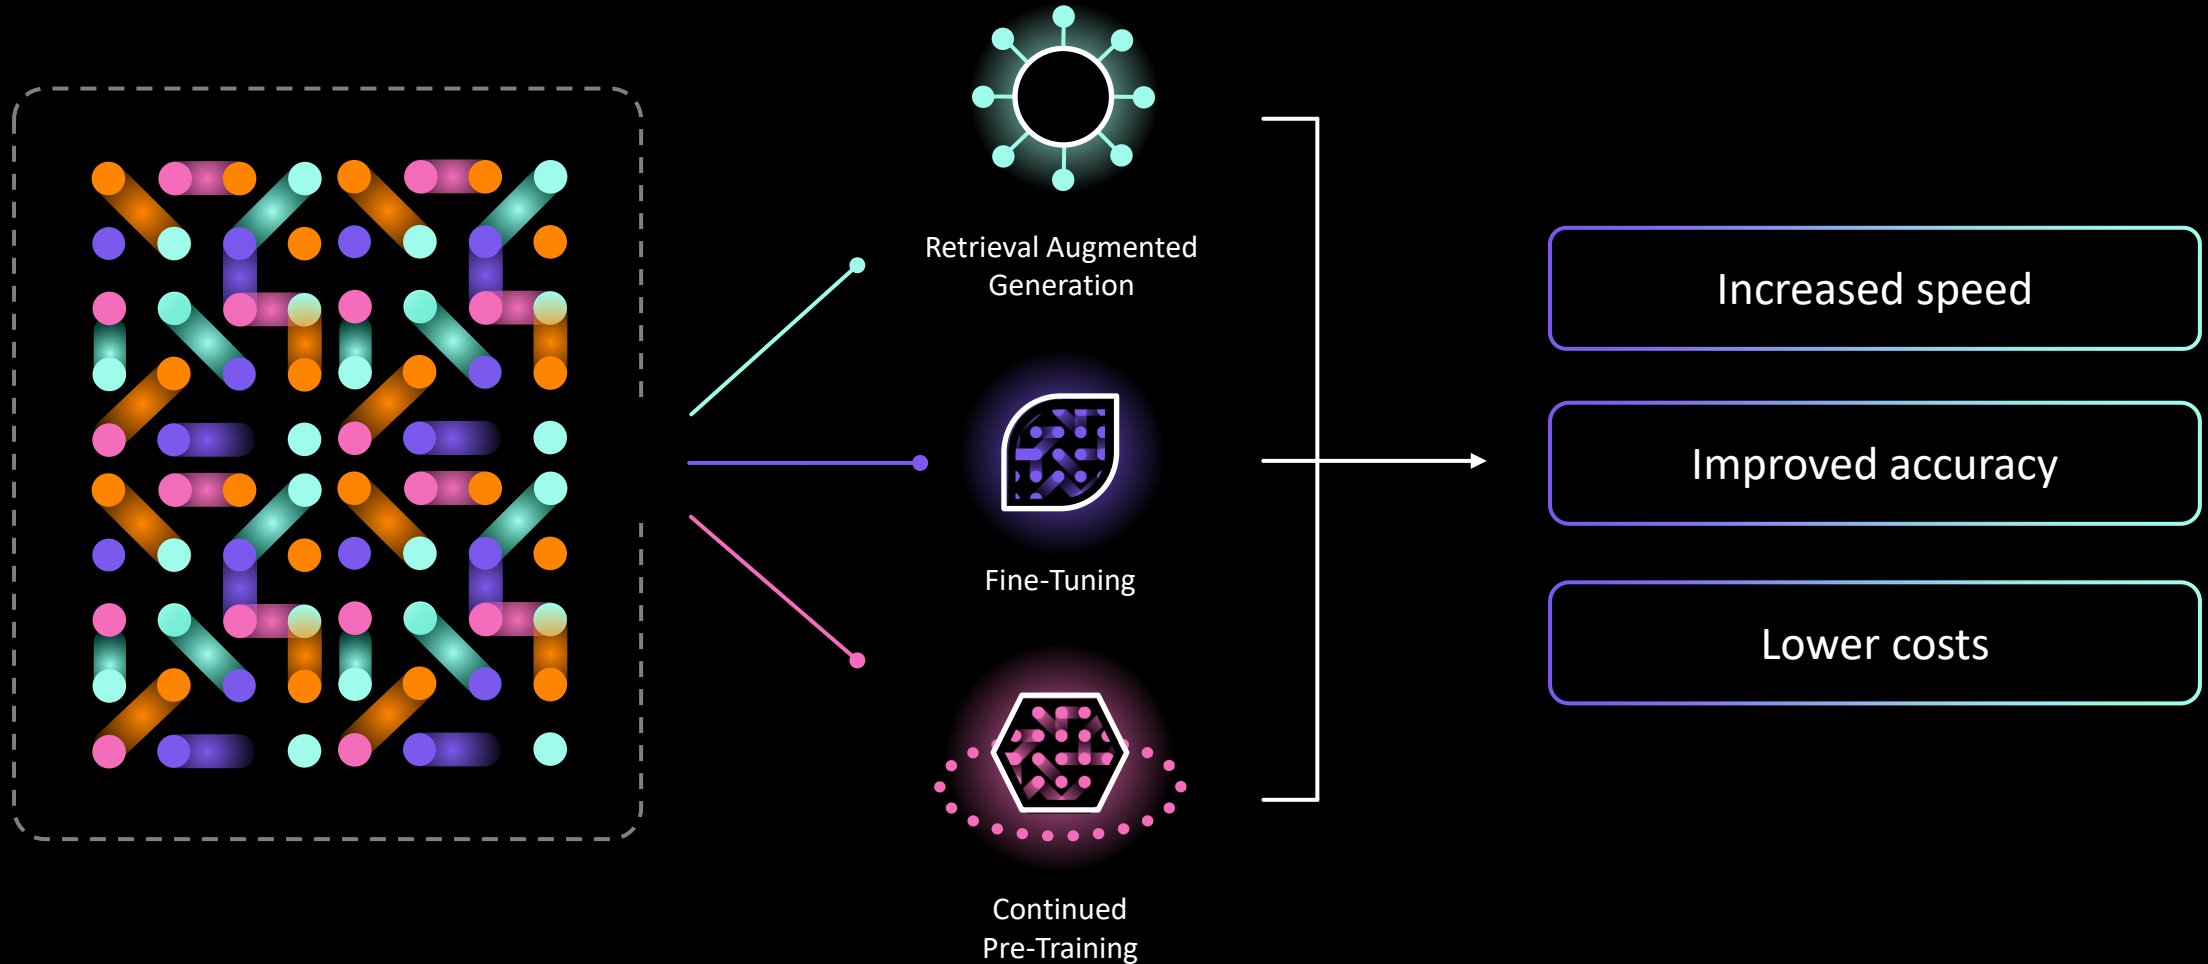 Retrieval Augmented
Generation
Fine-Tuning
Continued
Pre-Training
Increased speed
Improved accuracy
Lower costs